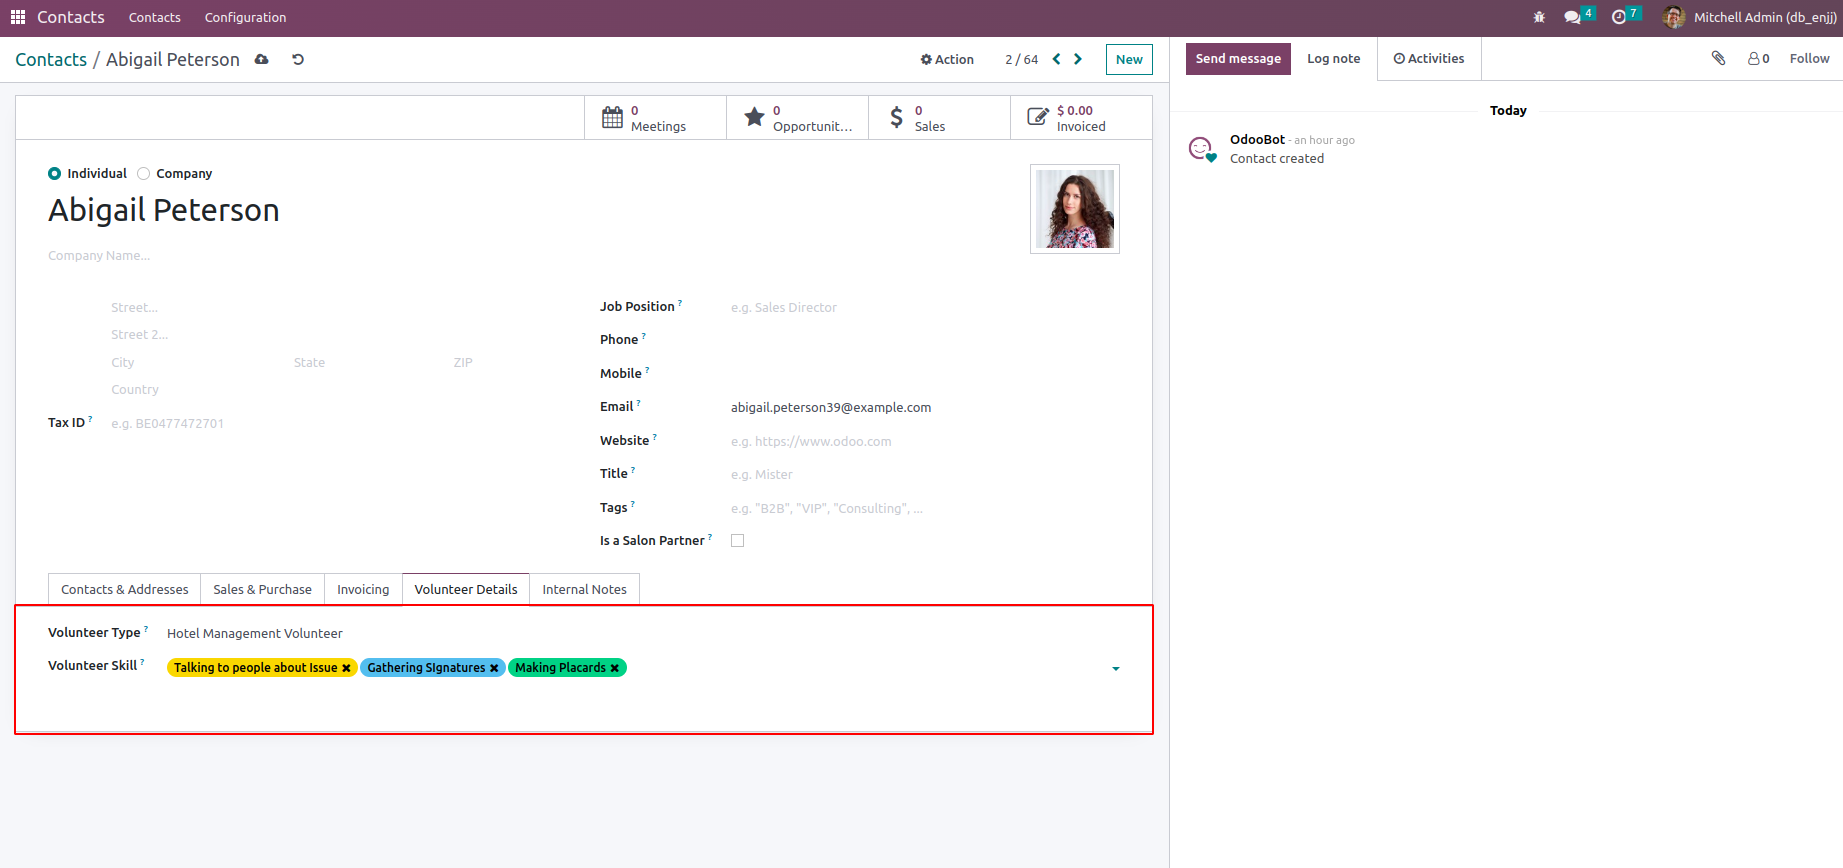 Contacts Contacts Configuration 4 7 Mitchell Admin (db_enjj)
Contacts / Abigail Peterson Action 2 / 64 New
Send message Log note Activities 0 Follow
0 Meetings
0 Opportunit...
0 Sales
$ 0.00 Invoiced
Today
OdooBot - an hour ago
Contact created
Individual Company
Abigail Peterson
Company Name...
Street...
Street 2...
City State ZIP
Country
Tax ID ? e.g. BE0477472701
Job Position ? e.g. Sales Director
Phone ?
Mobile ?
Email ? abigail.peterson39@example.com
Website ? e.g. https://www.odoo.com
Title ? e.g. Mister
Tags ? e.g. "B2B", "VIP", "Consulting", ...
Is a Salon Partner ?
Contacts & Addresses Sales & Purchase Invoicing Volunteer Details Internal Notes
Volunteer Type ? Hotel Management Volunteer
Volunteer Skill ? Talking to people about Issue Gathering SIgnatures Making Placards